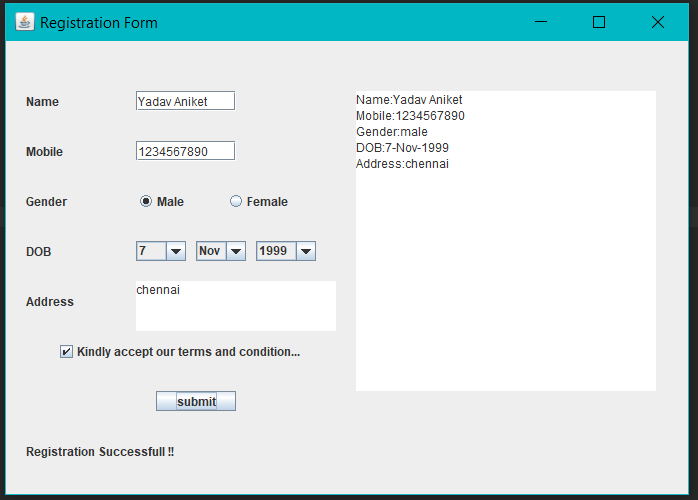 Registration Form
Name
Yadav Aniket
Mobile
1234567890
Gender
Male
Female
DOB
7
Nov
1999
Address
chennai
Kindly accept our terms and condition...
submit
Registration Successfull !!
Name:Yadav Aniket
Mobile:1234567890
Gender:male
DOB:7-Nov-1999
Address:chennai